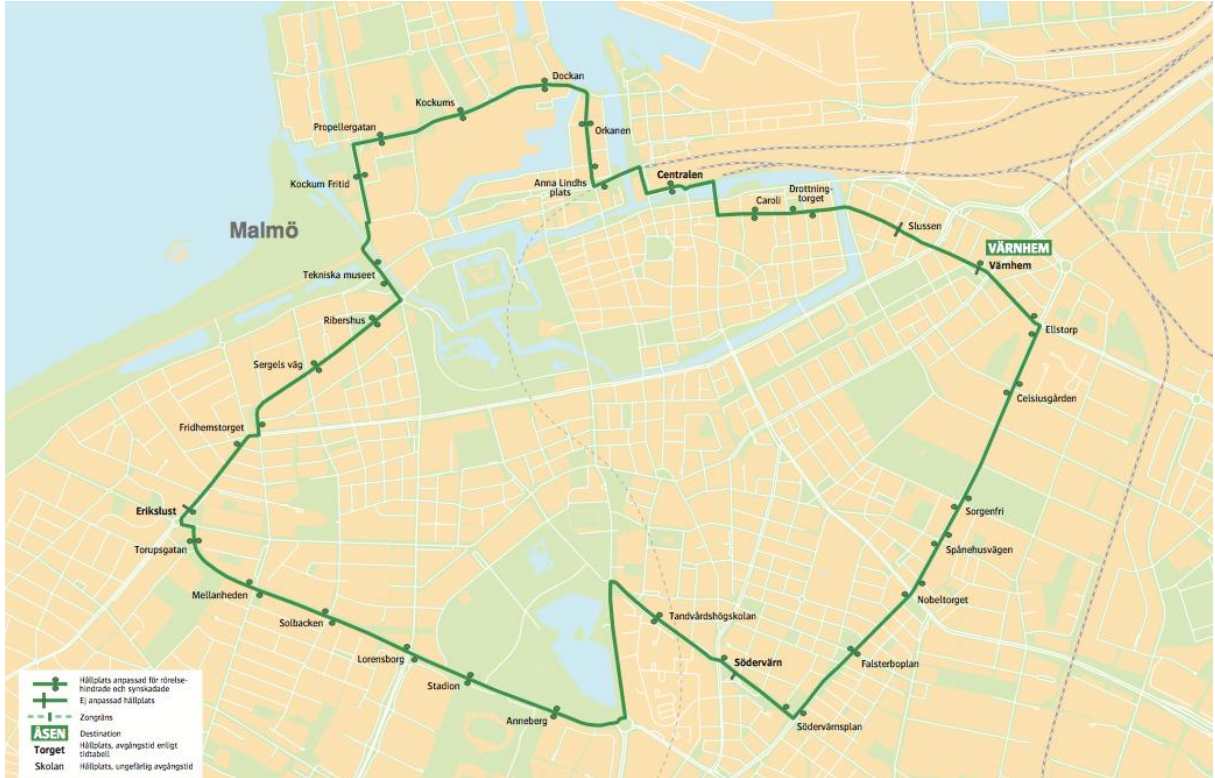 Dockan
Kockums
Propellergatan
Orkanen
Kockum Fritid
Anna Lindhs
plats
Centralen
Caroli
Drottning-
torget
Slussen
Malmö
VÄRNHEM
Värnhem
Tekniska museet
Ribershus
Ellstorp
Sergels väg
Celsiusgården
Fridhemstorget
Erikslust
Sorgenfri
Torupsgatan
Spånehusvägen
Mellanheden
Nobeltorget
Solbacken
Tandvårdshögskolan
Lorensborg
Södervärn
Falsterboplan
Stadion
Anneberg
Södervärnsplan
Hållplats anpassad för rörelse-
hindrade och synskadade
Ej anpassad hållplats
Zongräns
ÅSEN
Destination
Torget
Hållplats, avgångstid enligt
tidtabell
Skolan
Hållplats, ungefärlig avgångstid